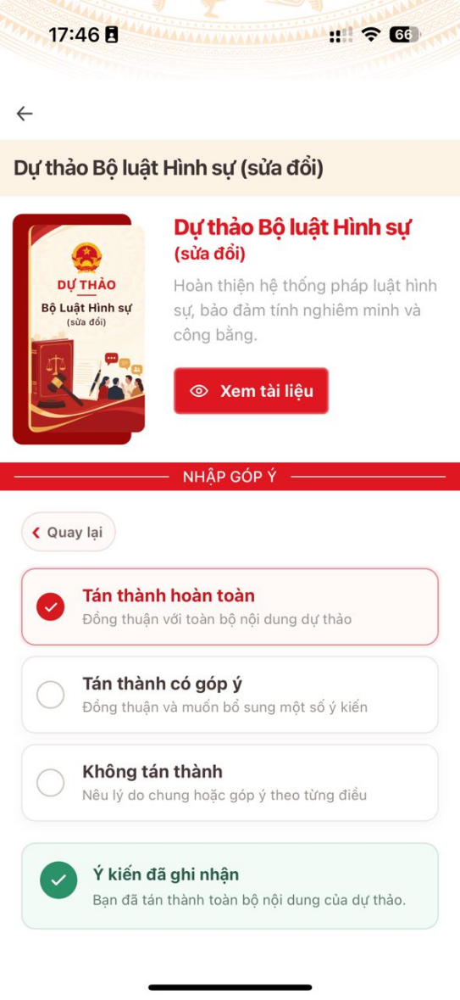 17:46
66
Dự thảo Bộ luật Hình sự (sửa đổi)
DỰ THẢO
Bộ Luật Hình sự
(sửa đổi)
Dự thảo Bộ luật Hình sự
(sửa đổi)
Hoàn thiện hệ thống pháp luật hình
sự, bảo đảm tính nghiêm minh và
công bằng.
Xem tài liệu
NHẬP GÓP Ý
Quay lại
Tán thành hoàn toàn
Đồng thuận với toàn bộ nội dung dự thảo
Tán thành có góp ý
Đồng thuận và muốn bổ sung một số ý kiến
Không tán thành
Nêu lý do chung hoặc góp ý theo từng điều
Ý kiến đã ghi nhận
Bạn đã tán thành toàn bộ nội dung của dự thảo.